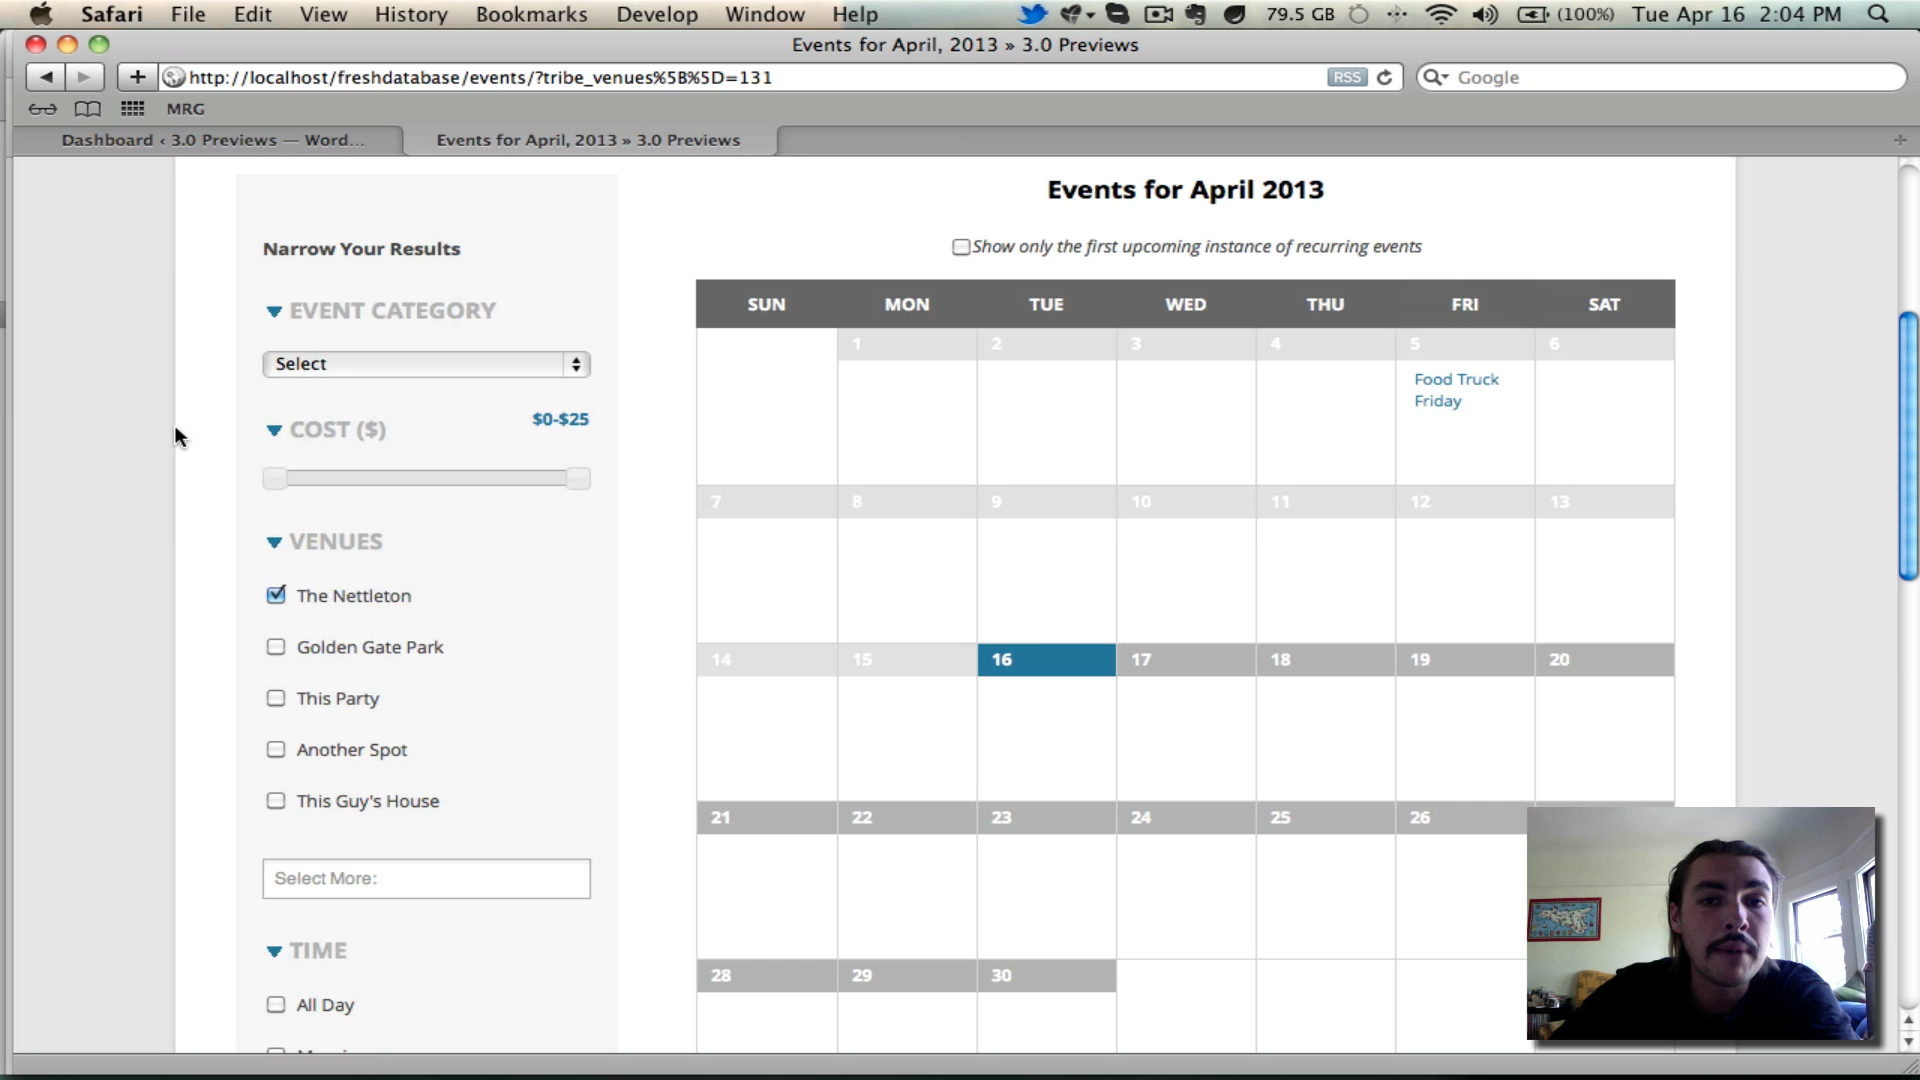 Safari File Edit View History Bookmarks Develop Window Help 79.5 GB (100%) Tue Apr 16 2:04 PM
Events for April, 2013 » 3.0 Previews
http://localhost/freshdatabase/events/?tribe_venues%5B%5D=131 RSS Google
MRG
Dashboard ‹ 3.0 Previews — Word... Events for April, 2013 » 3.0 Previews
Events for April 2013
Show only the first upcoming instance of recurring events
Narrow Your Results
EVENT CATEGORY
Select
COST ($) $0-$25
VENUES
The Nettleton
Golden Gate Park
This Party
Another Spot
This Guy's House
Select More:
TIME
All Day
SUN MON TUE WED THU FRI SAT
1 2 3 4 5 6
Food Truck
Friday
7 8 9 10 11 12 13
14 15 16 17 18 19 20
21 22 23 24 25 26
28 29 30